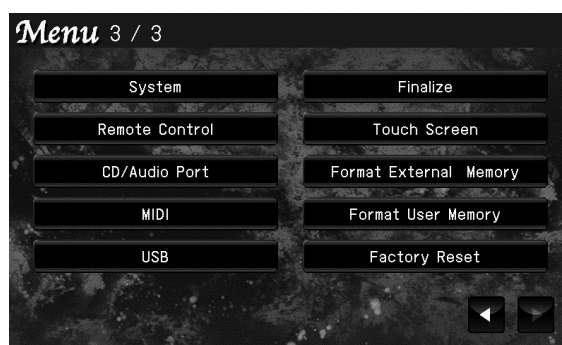 Menu 3 / 3
System
Finalize
Remote Control
Touch Screen
CD/Audio Port
Format External Memory
MIDI
Format User Memory
USB
Factory Reset